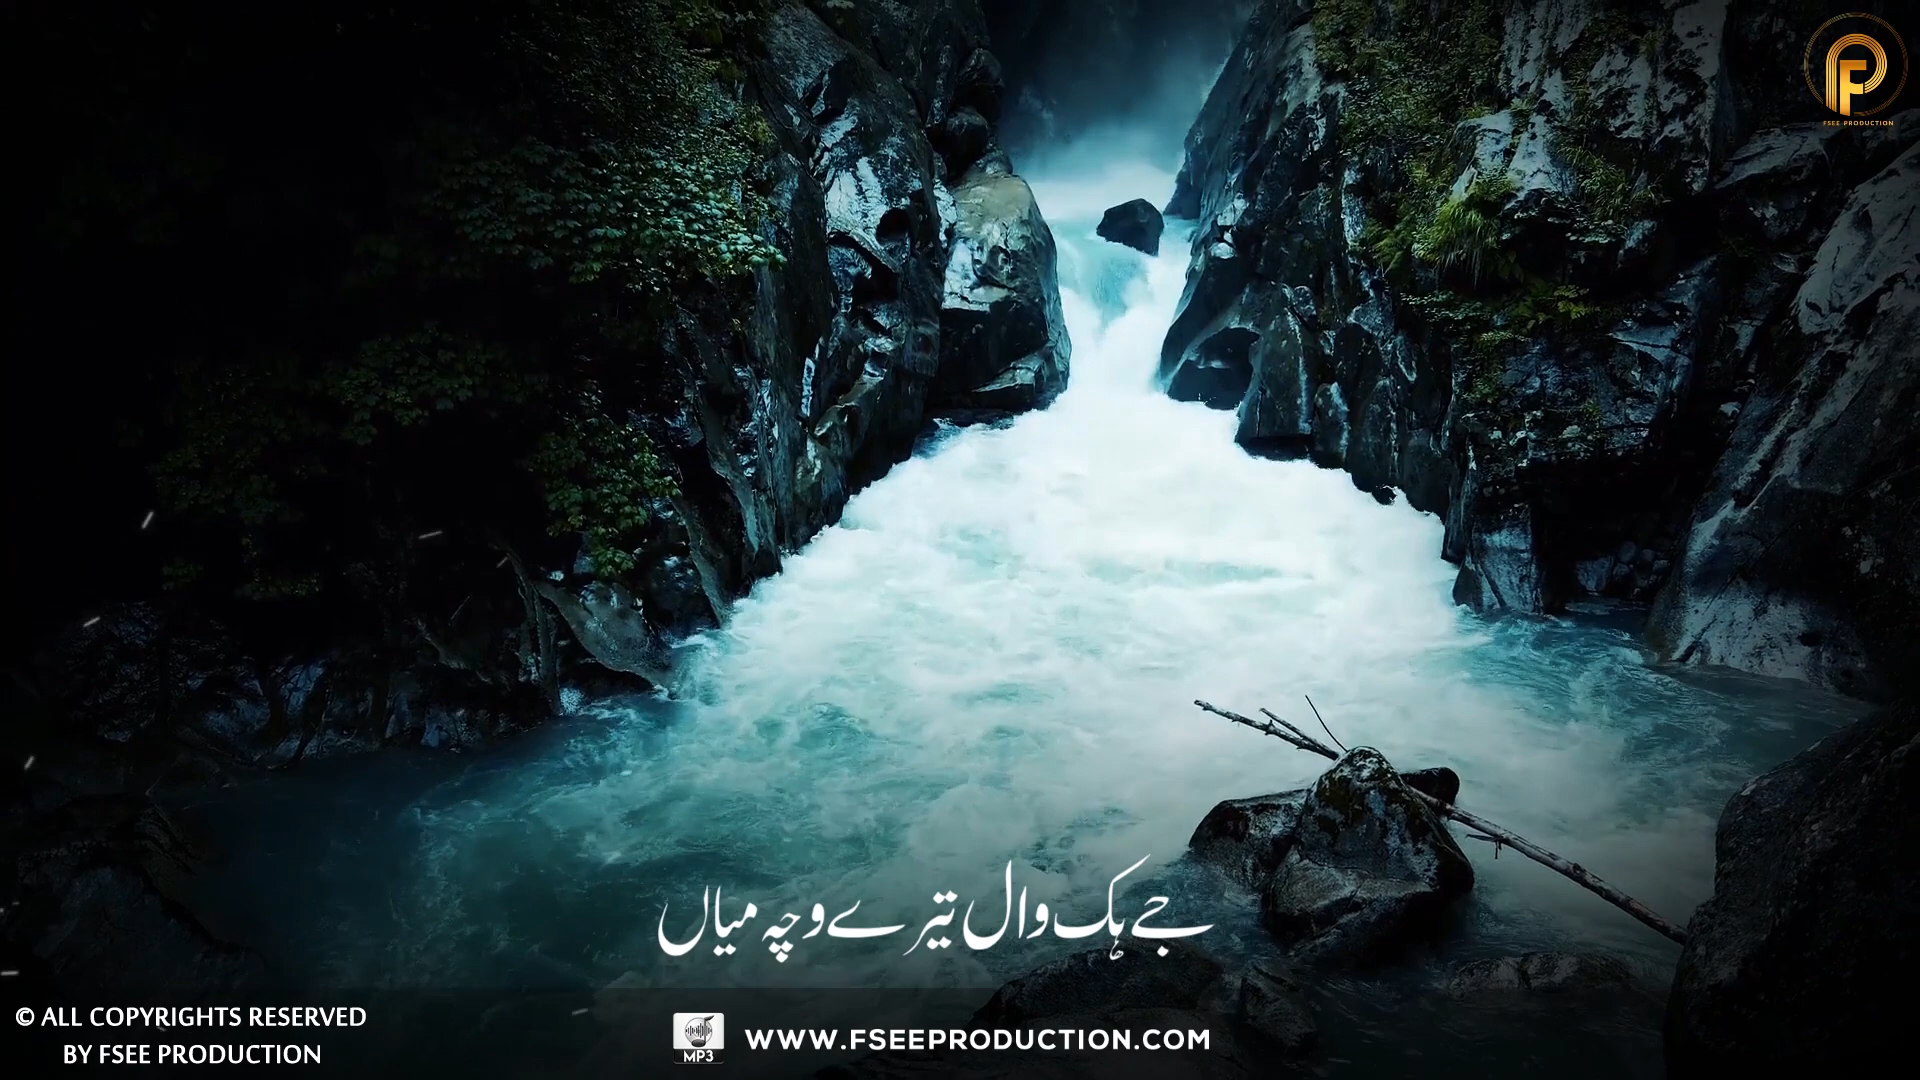 FSEE PRODUCTION
جے ہک وال تیرے وچہ میاں
© ALL COPYRIGHTS RESERVED
BY FSEE PRODUCTION
MP3
WWW.FSEEPRODUCTION.COM